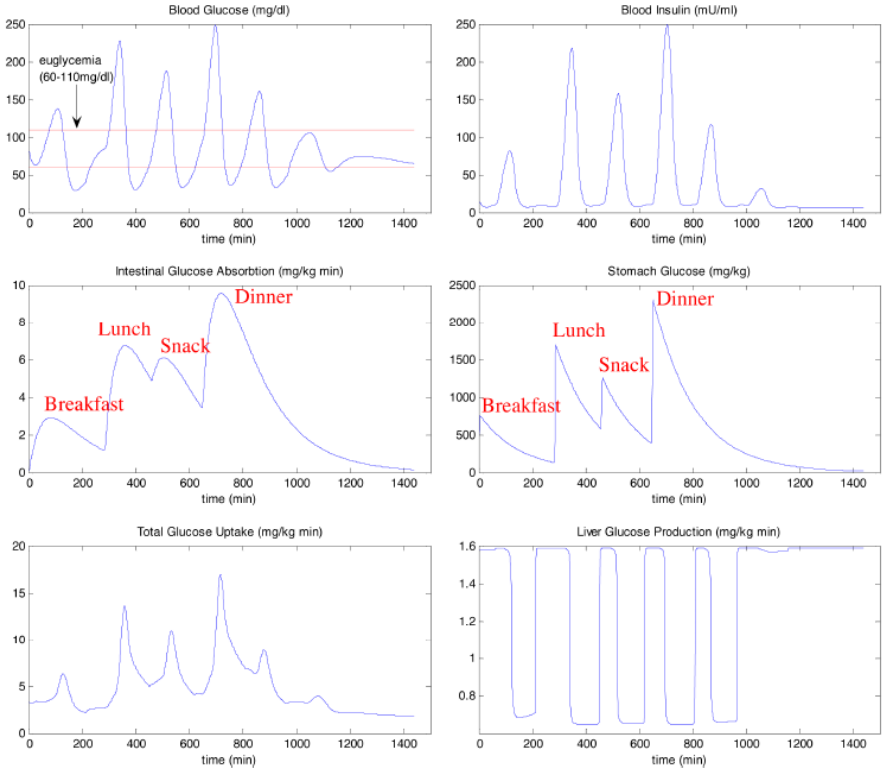 Blood Glucose (mg/dl)
250
200
150
100
50
0
euglycemia
(60-110mg/dl)
0 200 400 600 800 1000 1200 1400
time (min)
Blood Insulin (mU/ml)
250
200
150
100
50
0
0 200 400 600 800 1000 1200 1400
time (min)
Intestinal Glucose Absorbtion (mg/kg min)
10
8
6
4
2
0
Breakfast
Lunch
Snack
Dinner
0 200 400 600 800 1000 1200 1400
time (min)
Stomach Glucose (mg/kg)
2500
2000
1500
1000
500
0
Breakfast
Lunch
Snack
Dinner
0 200 400 600 800 1000 1200 1400
time (min)
Total Glucose Uptake (mg/kg min)
20
15
10
5
0
0 200 400 600 800 1000 1200 1400
time (min)
Liver Glucose Production (mg/kg min)
1.6
1.4
1.2
1
0.8
0 200 400 600 800 1000 1200 1400
time (min)